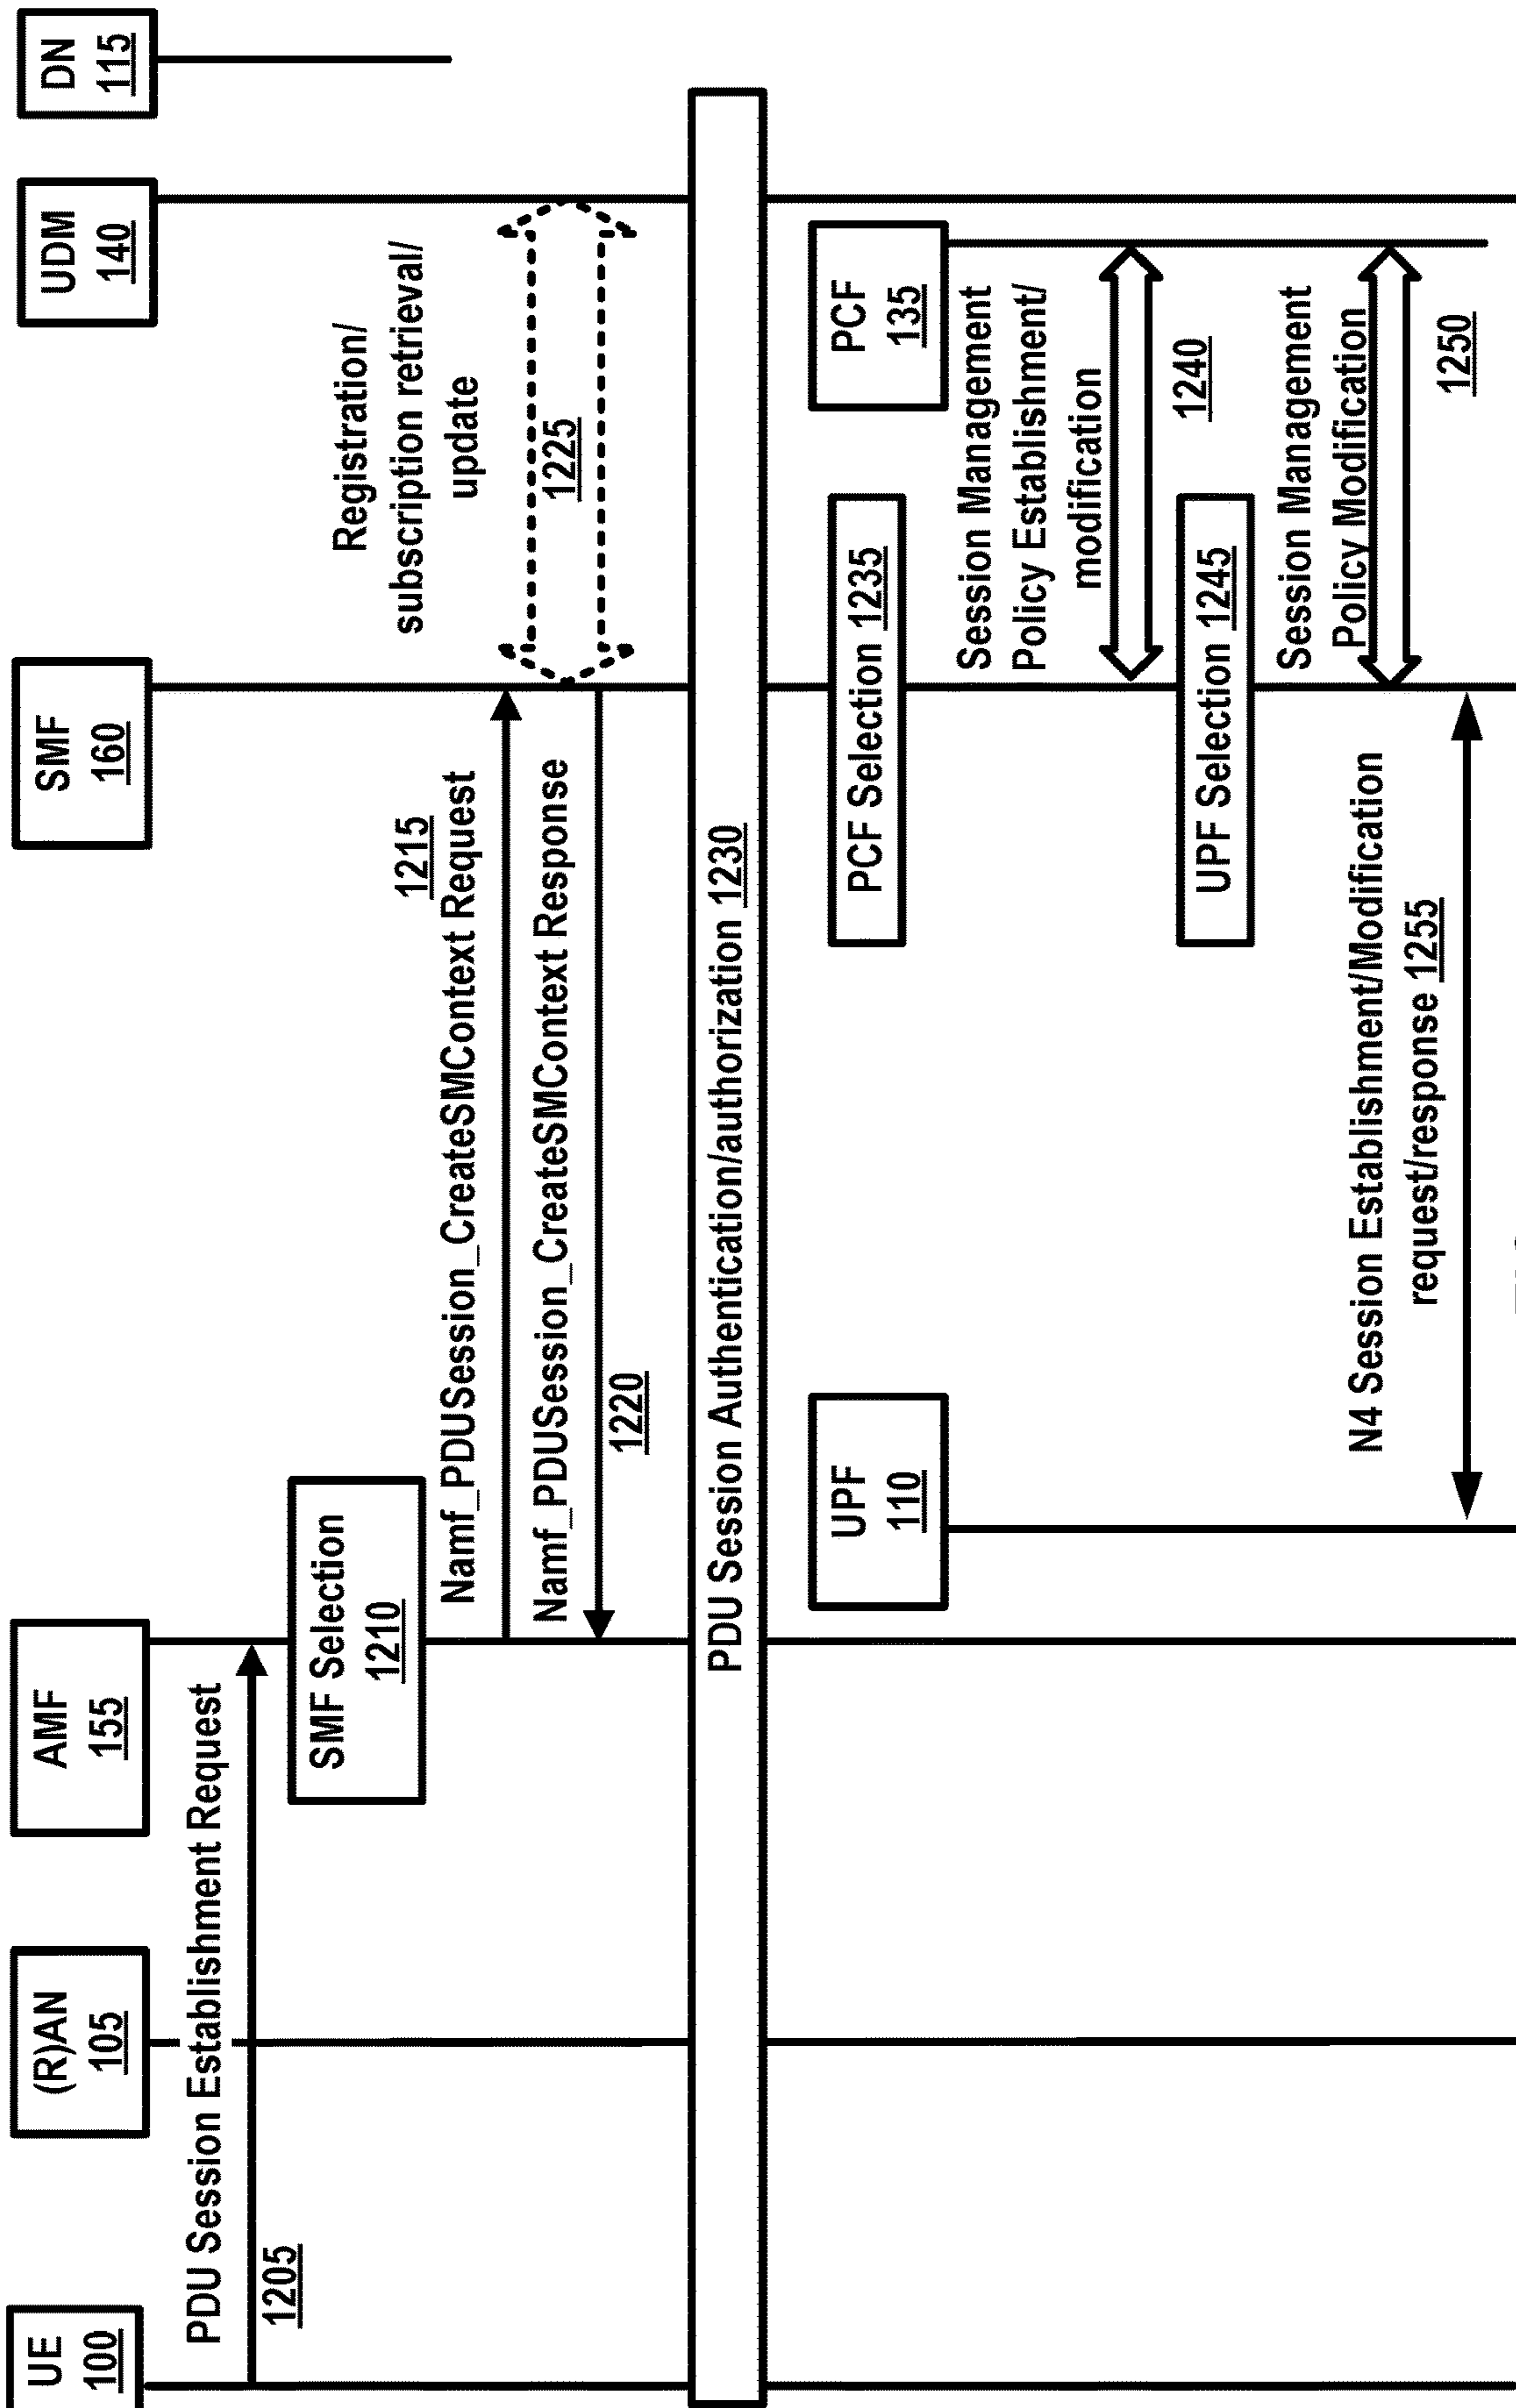 UE
100
(R)AN
105
AMF
155
SMF
160
UDM
140
DN
115
PDU Session Establishment Request
1205
SMF Selection
1210
1215
Namf_PDUSession_CreateSMContext Request
Namf_PDUSession_CreateSMContext Response
1220
Registration/
subscription retrieval/
update
1225
PDU Session Authentication/authorization 1230
UPF
110
PCF Selection 1235
PCF
135
Session Management
Policy Establishment/
modification
1240
UPF Selection 1245
Session Management
Policy Modification
1250
N4 Session Establishment/Modification
request/response 1255